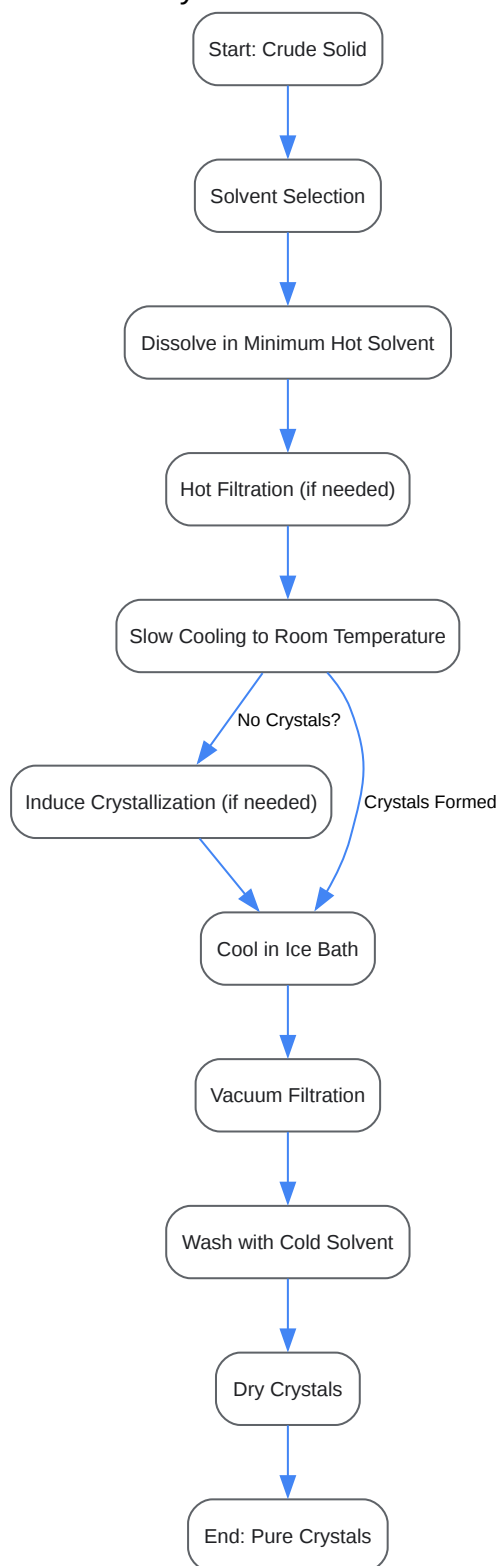 Start: Crude Solid
Solvent Selection
Dissolve in Minimum Hot Solvent
Hot Filtration (if needed)
Slow Cooling to Room Temperature
No Crystals?
Induce Crystallization (if needed)
Crystals Formed
Cool in Ice Bath
Vacuum Filtration
Wash with Cold Solvent
Dry Crystals
End: Pure Crystals